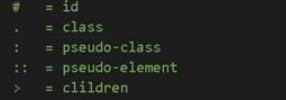 #   = id
.   = class
:   = pseudo-class
::  = pseudo-element
>   = clildren